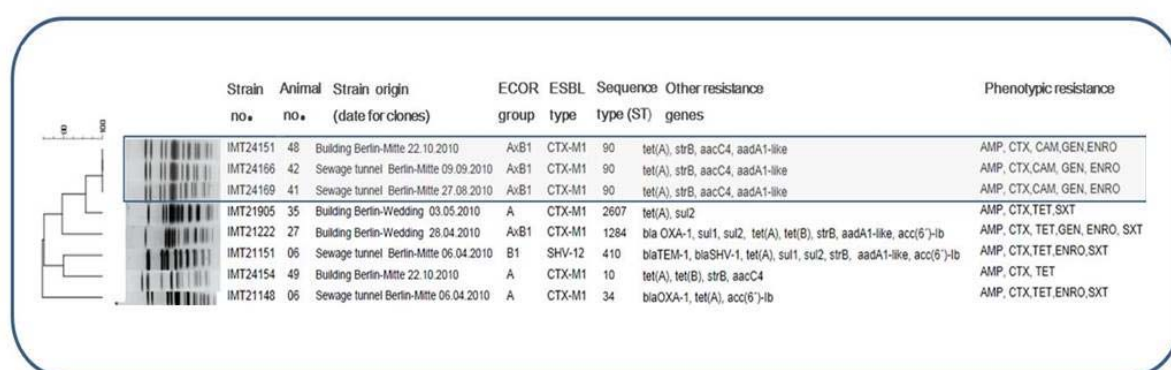 Strain Animal Strain origin ECOR ESBL Sequence Other resistance Phenotypic resistance
no. no. (date for clones) group type type (ST) genes
100
IMT24151 48 Building Berlin-Mitte 22.10.2010 AxB1 CTX-M1 90 tet(A), strB, aacC4, aadA1-like AMP, CTX, CAM,GEN,ENRO
IMT24166 42 Sewage tunnel Berlin-Mitte 09.09.2010 AxB1 CTX-M1 90 tet(A), strB, aacC4, aadA1-like AMP, CTX,CAM, GEN, ENRO
IMT24169 41 Sewage tunnel Berlin-Mitte 27.08.2010 AxB1 CTX-M1 90 tet(A), strB, aacC4, aadA1-like AMP, CTX,CAM, GEN, ENRO
IMT21905 35 Building Berlin-Wedding 03.05.2010 A CTX-M1 2607 tet(A), sul2 AMP, CTX,TET,SXT
IMT21222 27 Building Berlin-Wedding 28.04.2010 AxB1 CTX-M1 1284 bla OXA-1, sul1, sul2, tet(A), tet(B), strB, aadA1-like, acc(6´)-Ib AMP, CTX, TET,GEN, ENRO, SXT
IMT21151 06 Sewage tunnel Berlin-Mitte 06.04.2010 B1 SHV-12 410 blaTEM-1, blaSHV-1, tet(A), sul1, sul2, strB, aadA1-like, acc(6´)-Ib AMP, CTX,TET,ENRO,SXT
IMT24154 49 Building Berlin-Mitte 22.10.2010 A CTX-M1 10 tet(A), tet(B), strB, aacC4 AMP, CTX, TET
IMT21148 06 Sewage tunnel Berlin-Mitte 06.04.2010 A CTX-M1 34 blaOXA-1, tet(A), acc(6´)-Ib AMP, CTX,TET,ENRO,SXT